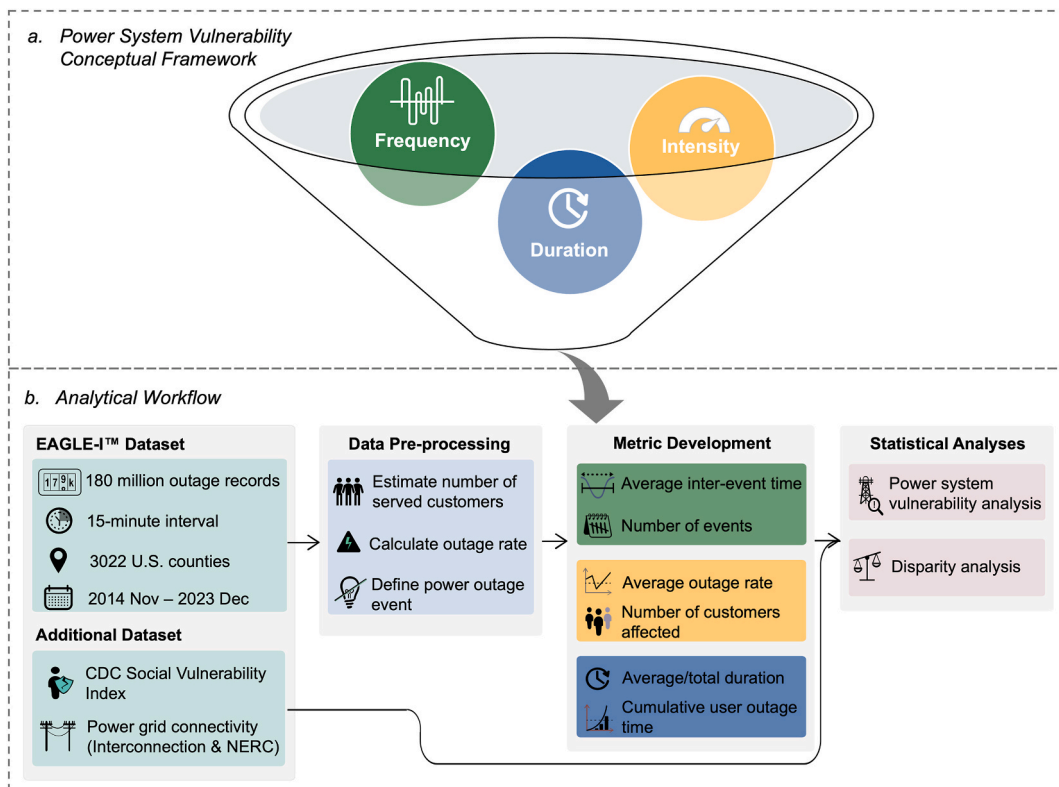 a. Power System Vulnerability
Conceptual Framework
Frequency
Intensity
Duration
b. Analytical Workflow
EAGLE-I™ Dataset
180 million outage records
15-minute interval
3022 U.S. counties
2014 Nov – 2023 Dec
Additional Dataset
CDC Social Vulnerability
Index
Power grid connectivity
(Interconnection & NERC)
Data Pre-processing
Estimate number of
served customers
Calculate outage rate
Define power outage
event
Metric Development
Average inter-event time
Number of events
Average outage rate
Number of customers
affected
Average/total duration
Cumulative user outage
time
Statistical Analyses
Power system
vulnerability analysis
Disparity analysis